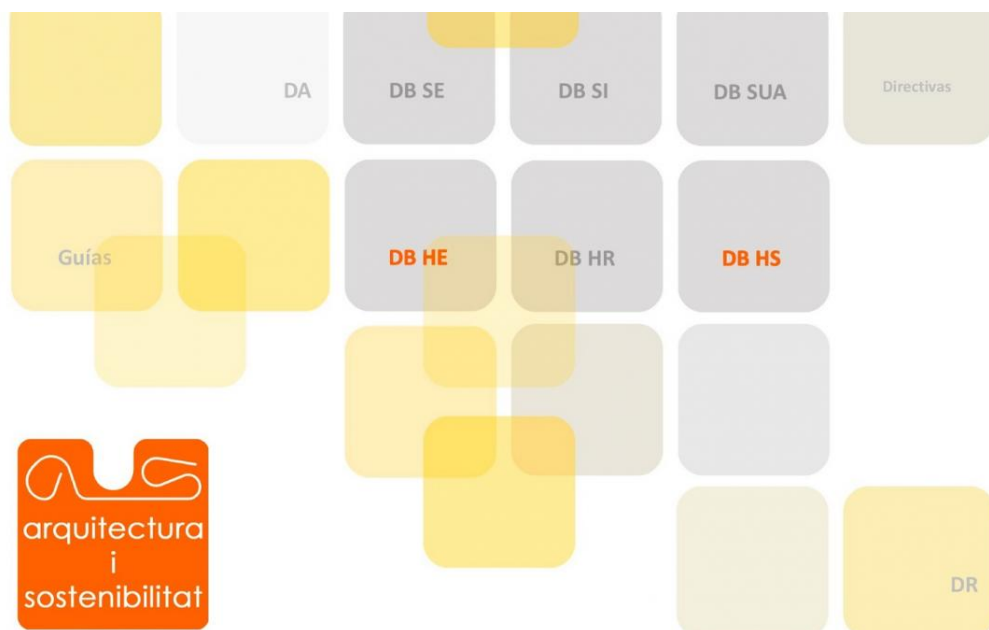 DA
DB SE
DB SI
DB SUA
Directivas
Guías
DB HE
DB HR
DB HS
arquitectura
i
sostenibilitat
DR